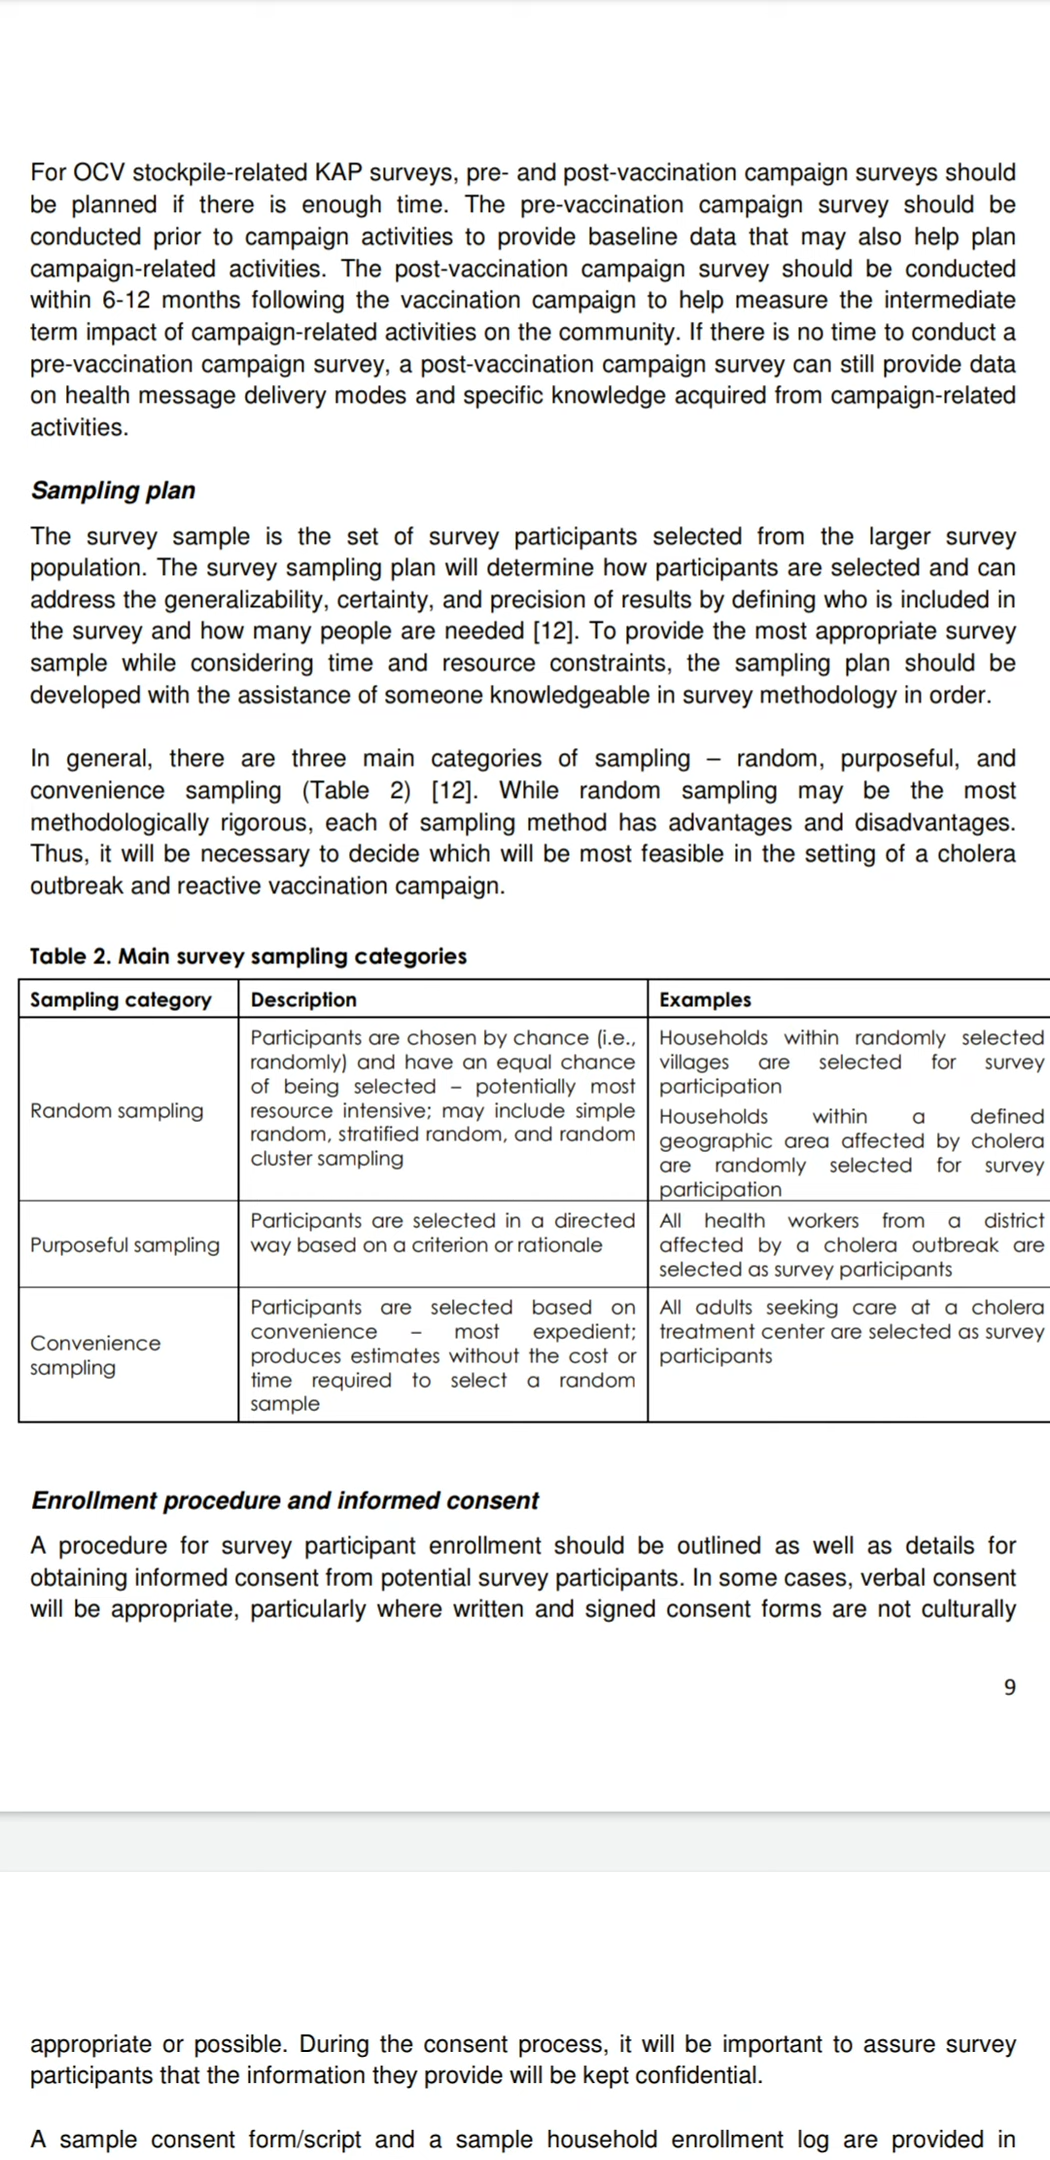 For OCV stockpile-related KAP surveys, pre- and post-vaccination campaign surveys should
be planned if there is enough time. The pre-vaccination campaign survey should be
conducted prior to campaign activities to provide baseline data that may also help plan
campaign-related activities. The post-vaccination campaign survey should be conducted
within 6-12 months following the vaccination campaign to help measure the intermediate
term impact of campaign-related activities on the community. If there is no time to conduct a
pre-vaccination campaign survey, a post-vaccination campaign survey can still provide data
on health message delivery modes and specific knowledge acquired from campaign-related
activities.
Sampling plan
The survey sample is the set of survey participants selected from the larger survey
population. The survey sampling plan will determine how participants are selected and can
address the generalizability, certainty, and precision of results by defining who is included in
the survey and how many people are needed [12]. To provide the most appropriate survey
sample while considering time and resource constraints, the sampling plan should be
developed with the assistance of someone knowledgeable in survey methodology in order.
In general, there are three main categories of sampling – random, purposeful, and
convenience sampling (Table 2) [12]. While random sampling may be the most
methodologically rigorous, each of sampling method has advantages and disadvantages.
Thus, it will be necessary to decide which will be most feasible in the setting of a cholera
outbreak and reactive vaccination campaign.
Table 2. Main survey sampling categories
Sampling category
Description
Examples
Random sampling
Participants are chosen by chance (i.e.,
randomly) and have an equal chance
of being selected – potentially most
resource intensive; may include simple
random, stratified random, and random
cluster sampling
Households within randomly selected
villages are selected for survey
participation
Households within a defined
geographic area affected by cholera
are randomly selected for survey
participation
Purposeful sampling
Participants are selected in a directed
way based on a criterion or rationale
All health workers from a district
affected by a cholera outbreak are
selected as survey participants
Convenience
sampling
Participants are selected based on
convenience – most expedient;
produces estimates without the cost or
time required to select a random
sample
All adults seeking care at a cholera
treatment center are selected as survey
participants
Enrollment procedure and informed consent
A procedure for survey participant enrollment should be outlined as well as details for
obtaining informed consent from potential survey participants. In some cases, verbal consent
will be appropriate, particularly where written and signed consent forms are not culturally
9
appropriate or possible. During the consent process, it will be important to assure survey
participants that the information they provide will be kept confidential.
A sample consent form/script and a sample household enrollment log are provided in